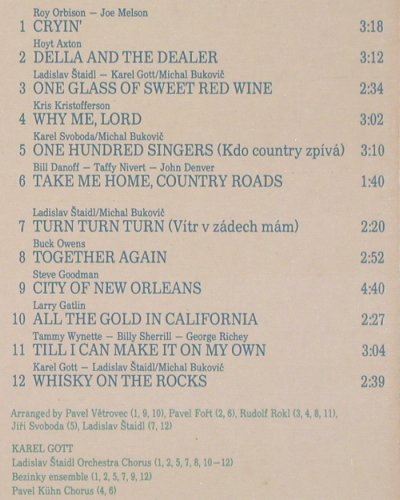 Roy Orbison – Joe Melson
1 CRYIN' 3:18
Hoyt Axton
2 DELLA AND THE DEALER 3:12
Ladislav Štaidl – Karel Gott/Michal Bukovič
3 ONE GLASS OF SWEET RED WINE 2:34
Kris Kristofferson
4 WHY ME, LORD 3:02
Karel Svoboda/Michal Bukovič
5 ONE HUNDRED SINGERS (Kdo country zpívá) 3:10
Bill Danoff – Taffy Nivert – John Denver
6 TAKE ME HOME, COUNTRY ROADS 1:40
Ladislav Štaidl/Michal Bukovič
7 TURN TURN TURN (Vítr v zádech mám) 2:20
Buck Owens
8 TOGETHER AGAIN 2:52
Steve Goodman
9 CITY OF NEW ORLEANS 4:40
Larry Gatlin
10 ALL THE GOLD IN CALIFORNIA 2:27
Tammy Wynette – Billy Sherrill – George Richey
11 TILL I CAN MAKE IT ON MY OWN 3:04
Karel Gott – Ladislav Štaidl/Michal Bukovič
12 WHISKY ON THE ROCKS 2:39
Arranged by Pavel Větrovec (1, 9, 10), Pavel Fořt (2, 6), Rudolf Rokl (3, 4, 8, 11),
Jiří Svoboda (5), Ladislav Štaidl (7, 12)
KAREL GOTT
Ladislav Štaidl Orchestra Chorus (1, 2, 5, 7, 8, 10–12)
Bezinky ensemble (1, 2, 5, 7, 9, 12)
Pavel Kühn Chorus (4, 6)